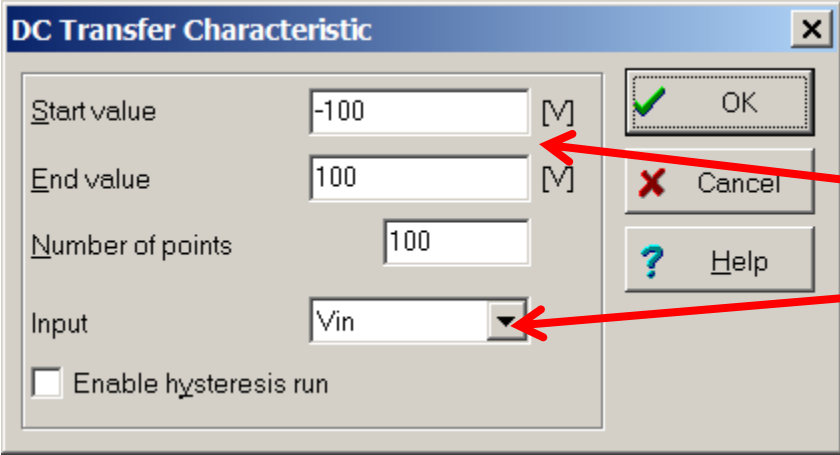 DC Transfer Characteristic
Start value -100 [V]
OK
End value 100 [V]
Cancel
Number of points 100
Help
Input Vin
Enable hysteresis run